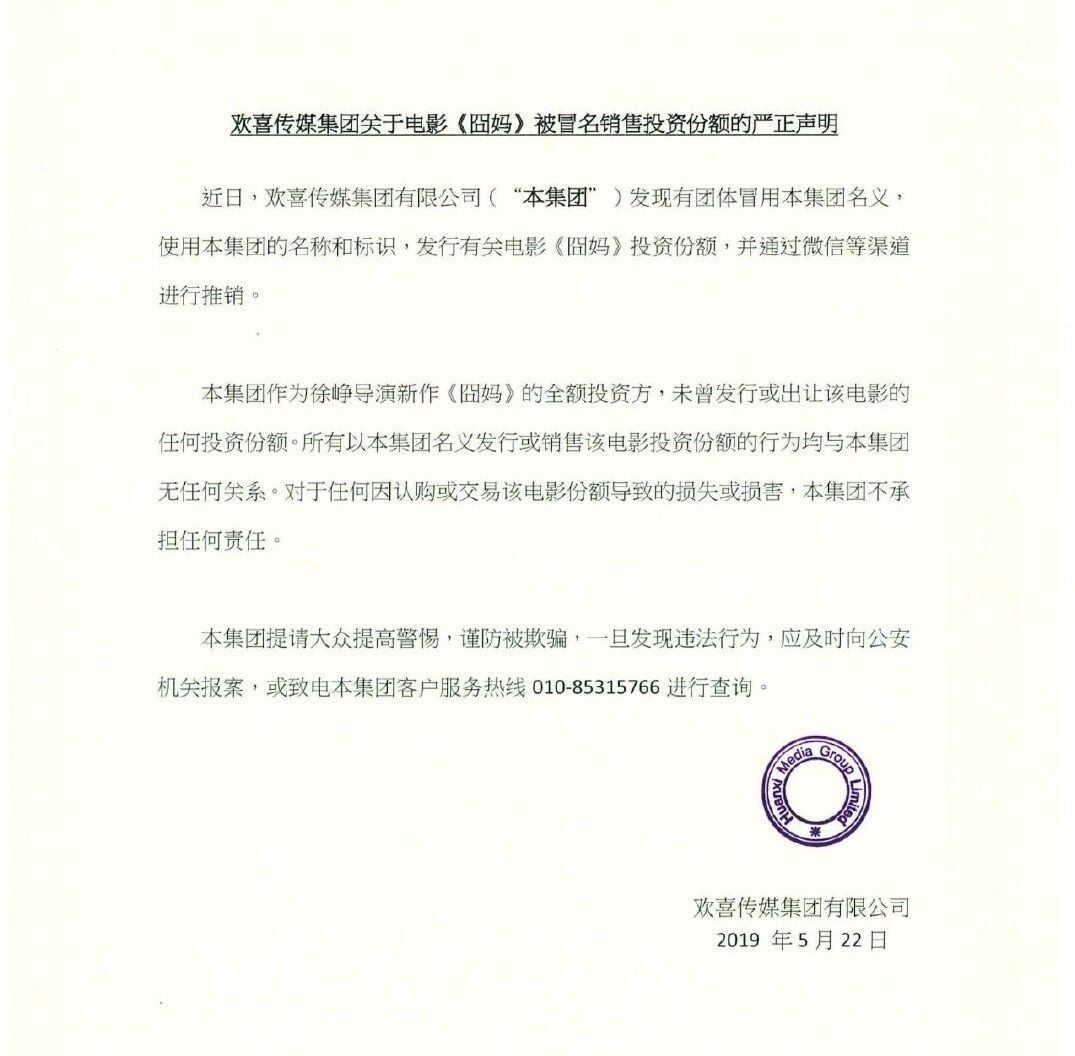 欢喜传媒集团关于电影《囧妈》被冒名销售投资份额的严正声明
近日，欢喜传媒集团有限公司（“本集团”）发现有团体冒用本集团名义，
使用本集团的名称和标识，发行有关电影《囧妈》投资份额，并通过微信等渠道
进行推销。
本集团作为徐峥导演新作《囧妈》的全额投资方，未曾发行或出让该电影的
任何投资份额。所有以本集团名义发行或销售该电影投资份额的行为均与本集团
无任何关系。对于任何因认购或交易该电影份额导致的损失或损害，本集团不承
担任何责任。
本集团提请大众提高警惕，谨防被欺骗，一旦发现违法行为，应及时向公安
机关报案，或致电本集团客户服务热线 010-85315766 进行查询。
Huanxi Media Group Limited
欢喜传媒集团有限公司
2019 年 5 月 22 日